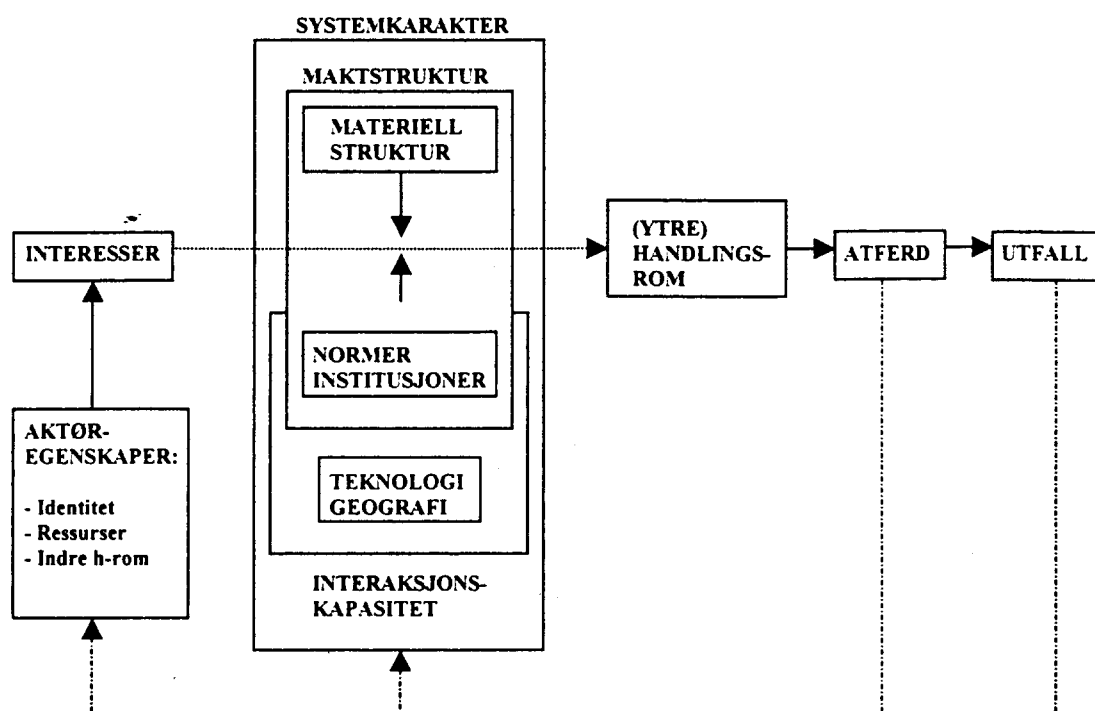 SYSTEMKARAKTER
MAKTSTRUKTUR
MATERIELL
STRUKTUR
INTERESSER
(YTRE)
HANDLINGS-
ROM
ATFERD
UTFALL
NORMER
INSTITUSJONER
AKTØR-
EGENSKAPER:
- Identitet
- Ressurser
- Indre h-rom
TEKNOLOGI
GEOGRAFI
INTERAKSJONS-
KAPASITET